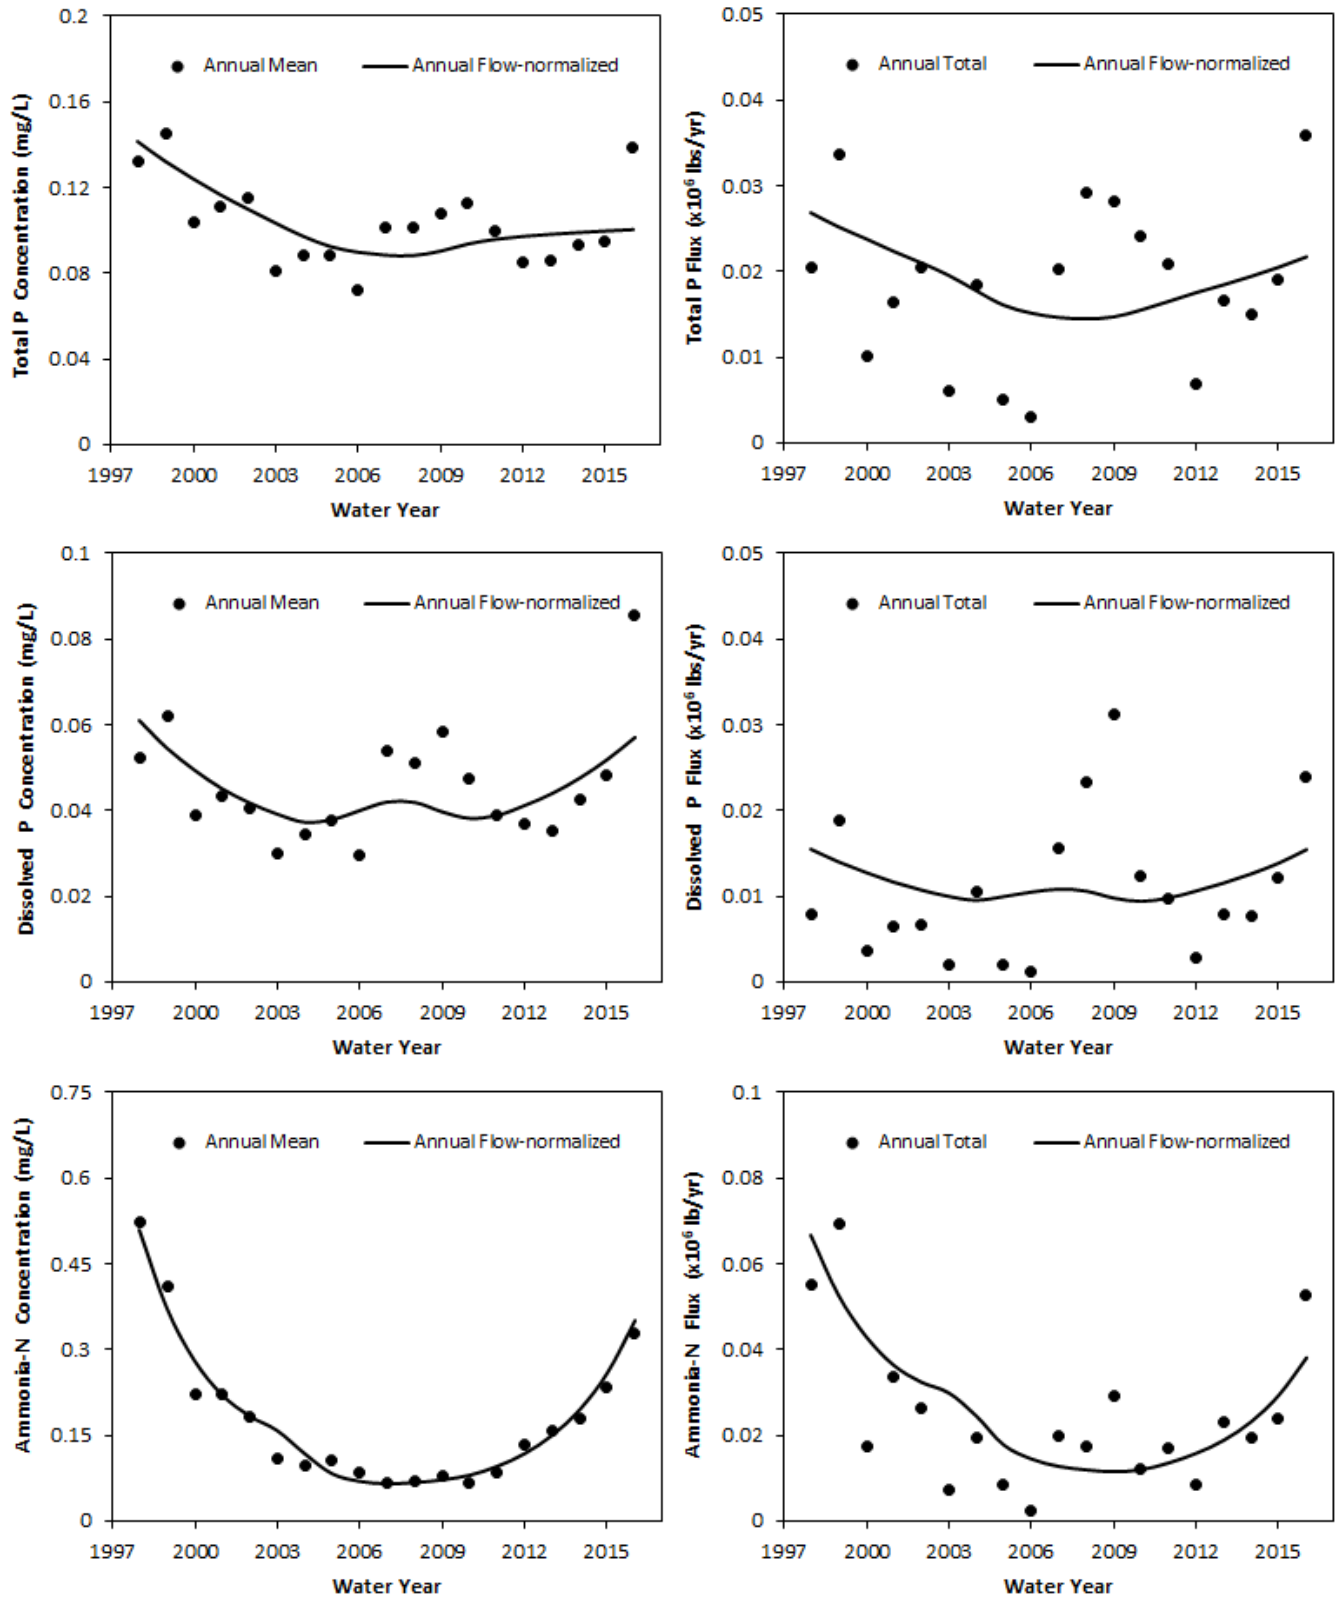 0.2
0.16
0.12
0.08
0.04
0
Total P Concentration (mg/L)
Annual Mean
Annual Flow-normalized
1997 2000 2003 2006 2009 2012 2015
Water Year
0.05
0.04
0.03
0.02
0.01
0
Total P Flux (x10⁶ lbs/yr)
Annual Total
Annual Flow-normalized
1997 2000 2003 2006 2009 2012 2015
Water Year
0.1
0.08
0.06
0.04
0.02
0
Dissolved P Concentration (mg/L)
Annual Mean
Annual Flow-normalized
1997 2000 2003 2006 2009 2012 2015
Water Year
0.05
0.04
0.03
0.02
0.01
0
Dissolved P Flux (x10⁶ lbs/yr)
Annual Total
Annual Flow-normalized
1997 2000 2003 2006 2009 2012 2015
Water Year
0.75
0.6
0.45
0.3
0.15
0
Ammonia-N Concentration (mg/L)
Annual Mean
Annual Flow-normalized
1997 2000 2003 2006 2009 2012 2015
Water Year
0.1
0.08
0.06
0.04
0.02
0
Ammonia-N Flux (x10⁶ lb/yr)
Annual Total
Annual Flow-normalized
1997 2000 2003 2006 2009 2012 2015
Water Year